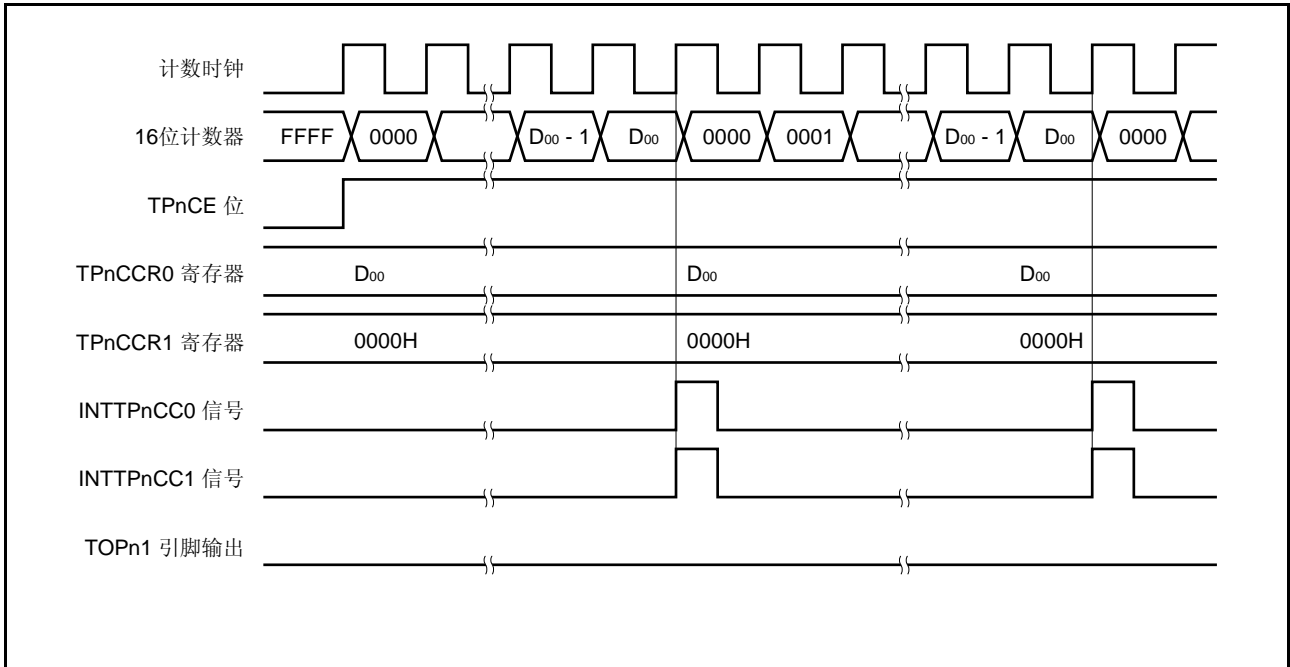 计数时钟
16位计数器 FFFF 0000 D00 - 1 D00 0000 0001 D00 - 1 D00 0000
TPnCE 位
TPnCCR0 寄存器 D00 D00 D00
TPnCCR1 寄存器 0000H 0000H 0000H
INTTPnCC0 信号
INTTPnCC1 信号
TOPn1 引脚输出